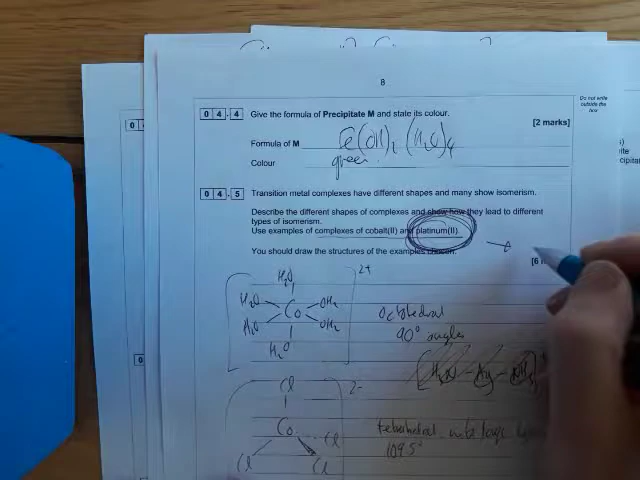 8
Do not write
outside the
box
0 4 . 4 Give the formula of Precipitate M and state its colour.
[2 marks]
Formula of M Fe(OH)2(H2O)4
Colour green
0 4 . 5 Transition metal complexes have different shapes and many show isomerism.
Describe the different shapes of complexes and show how they lead to different
types of isomerism.
Use examples of complexes of cobalt(II) and platinum(II).
You should draw the structures of the examples chosen.
[6
H2O 2+
H2O OH2
Co
H2O OH2
H2O
Octohedral
90° angles
Cl 2-
Co
Cl
Cl Cl
tetrahedral
109.5°